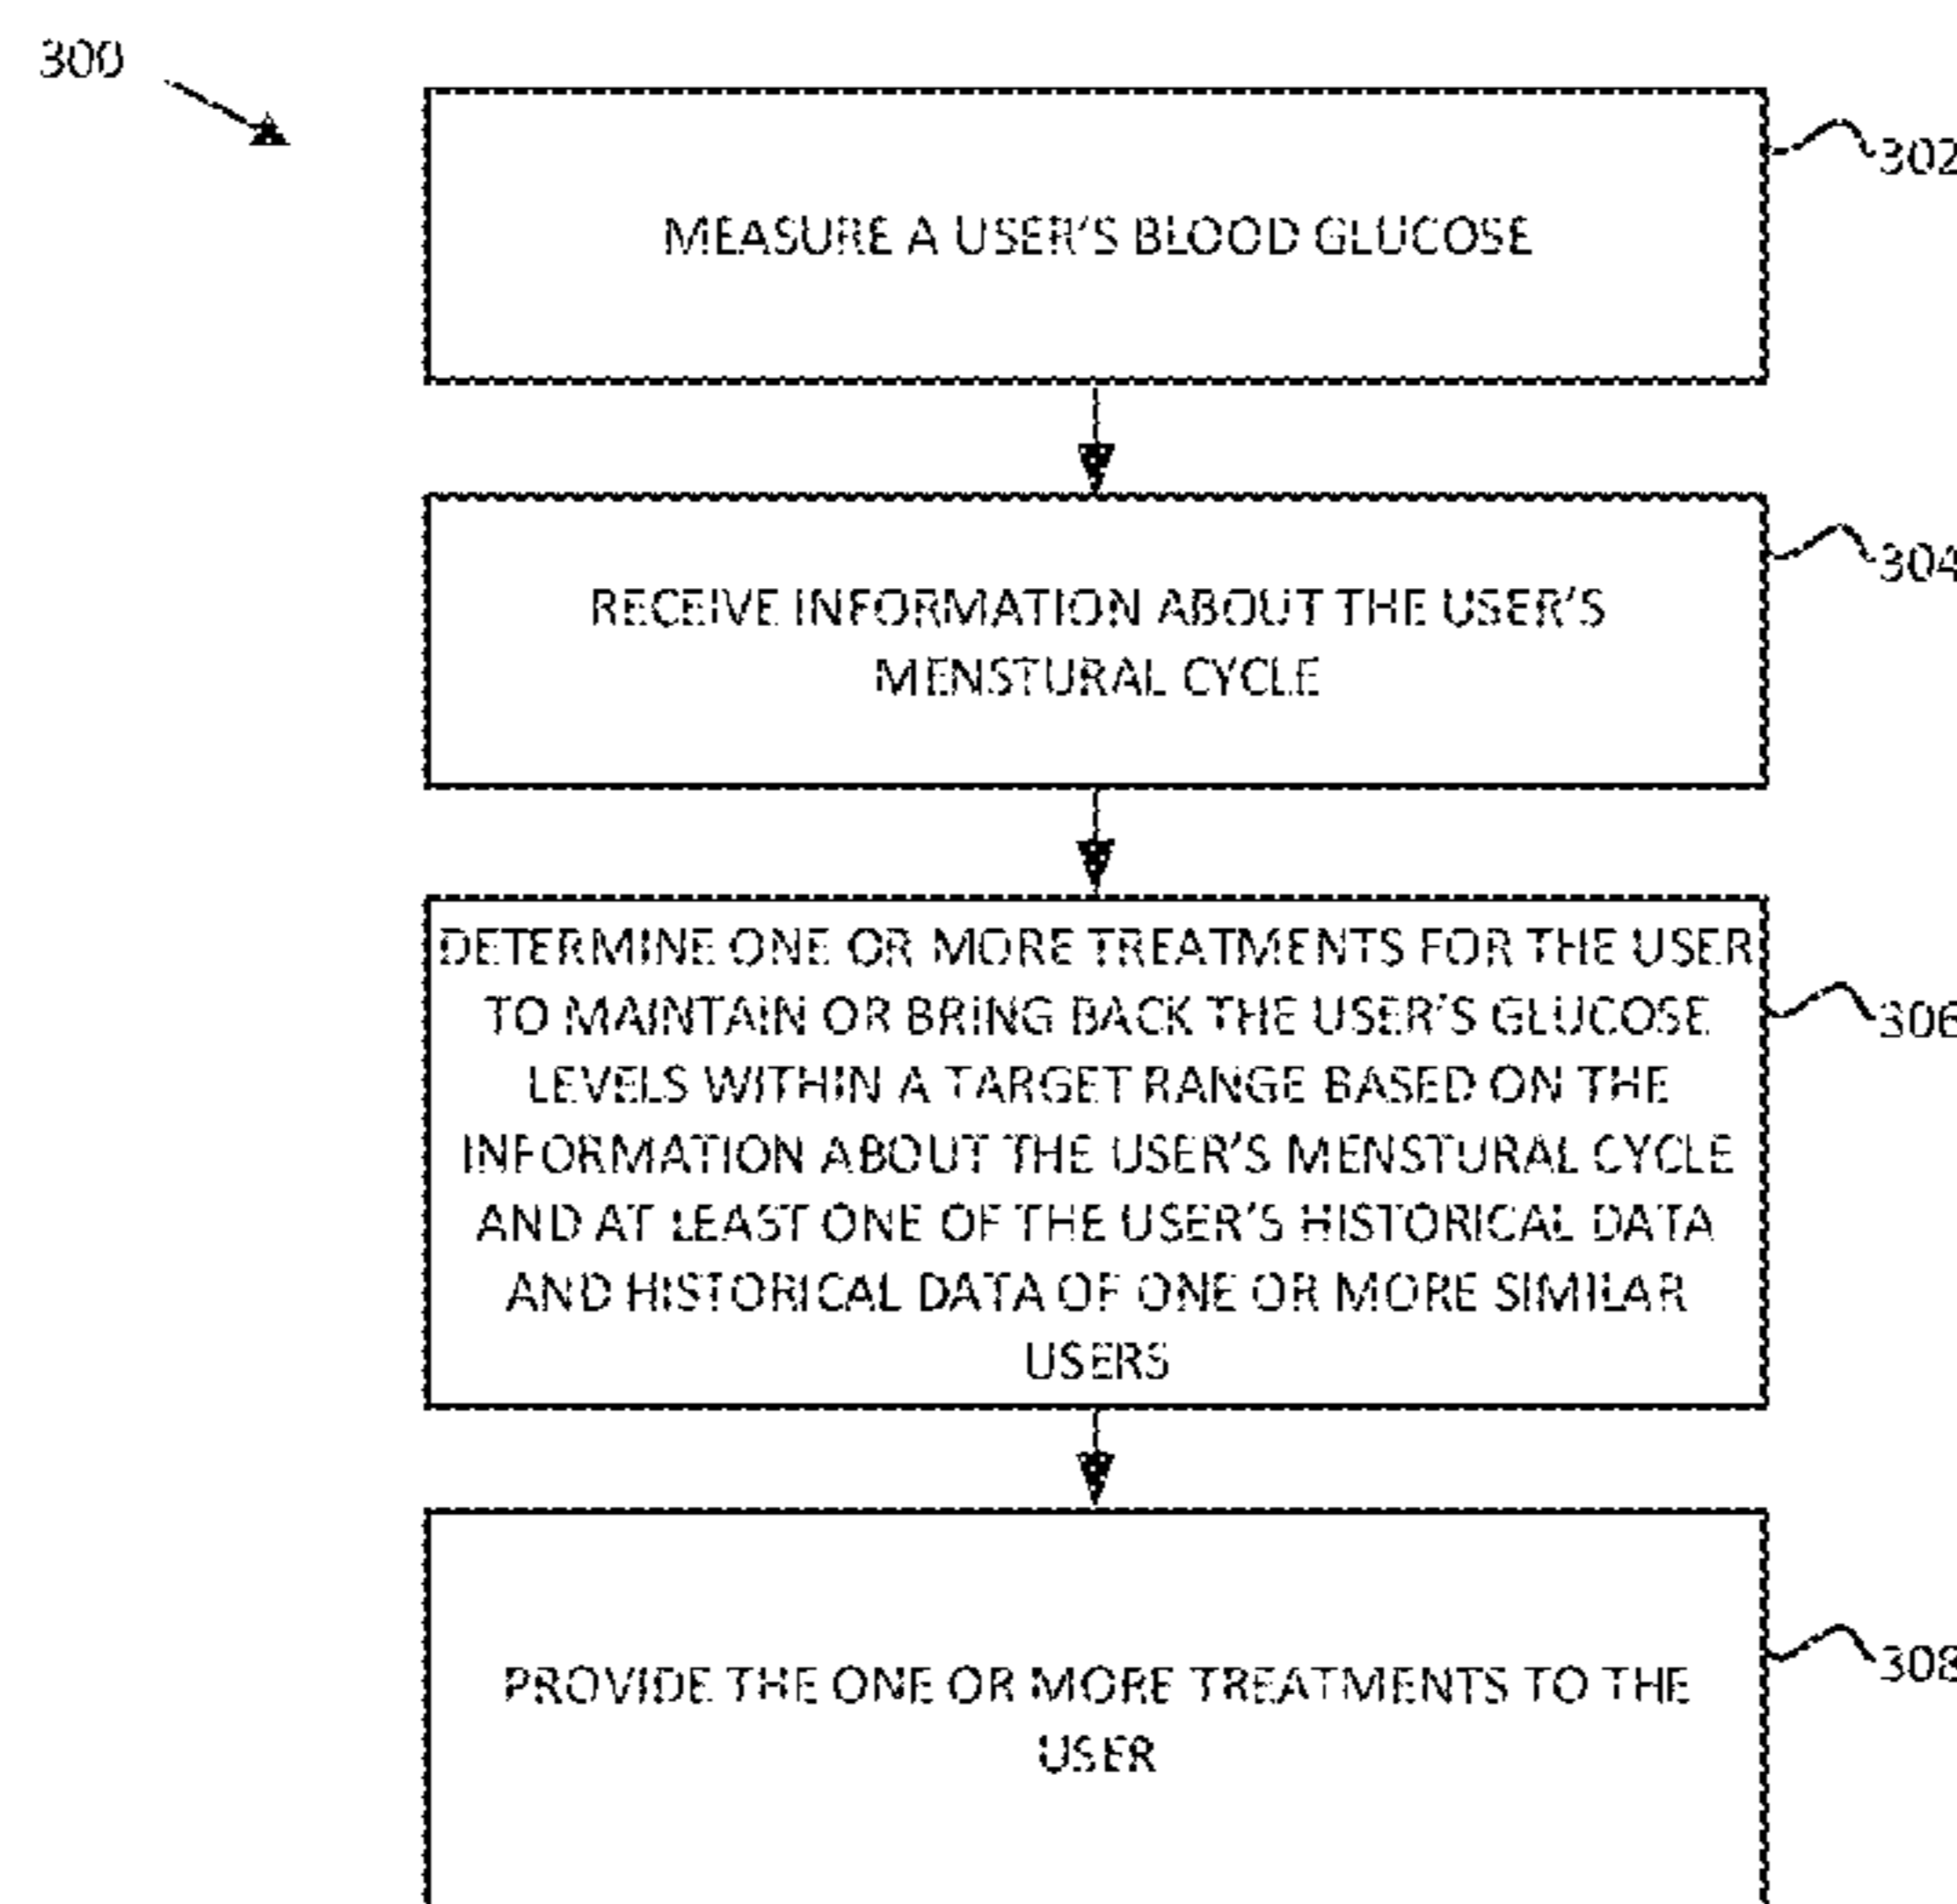 300
MEASURE A USER'S BLOOD GLUCOSE
302
RECEIVE INFORMATION ABOUT THE USER'S
MENSTURAL CYCLE
304
DETERMINE ONE OR MORE TREATMENTS FOR THE USER
TO MAINTAIN OR BRING BACK THE USER'S GLUCOSE
LEVELS WITHIN A TARGET RANGE BASED ON THE
INFORMATION ABOUT THE USER'S MENSTURAL CYCLE
AND AT LEAST ONE OF THE USER'S HISTORICAL DATA
AND HISTORICAL DATA OF ONE OR MORE SIMILAR
USERS
306
PROVIDE THE ONE OR MORE TREATMENTS TO THE
USER
308